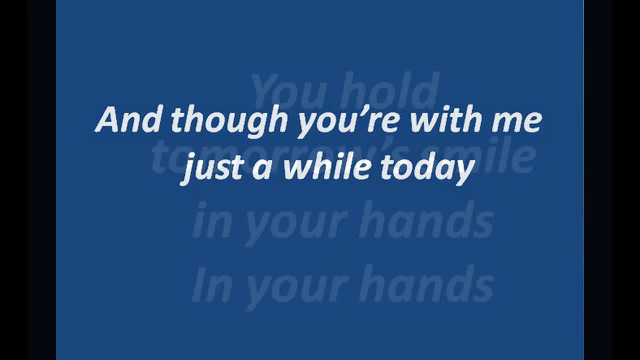 You hold
And though you're with me
tomorrow's smile
just a while today
in your hands
In your hands